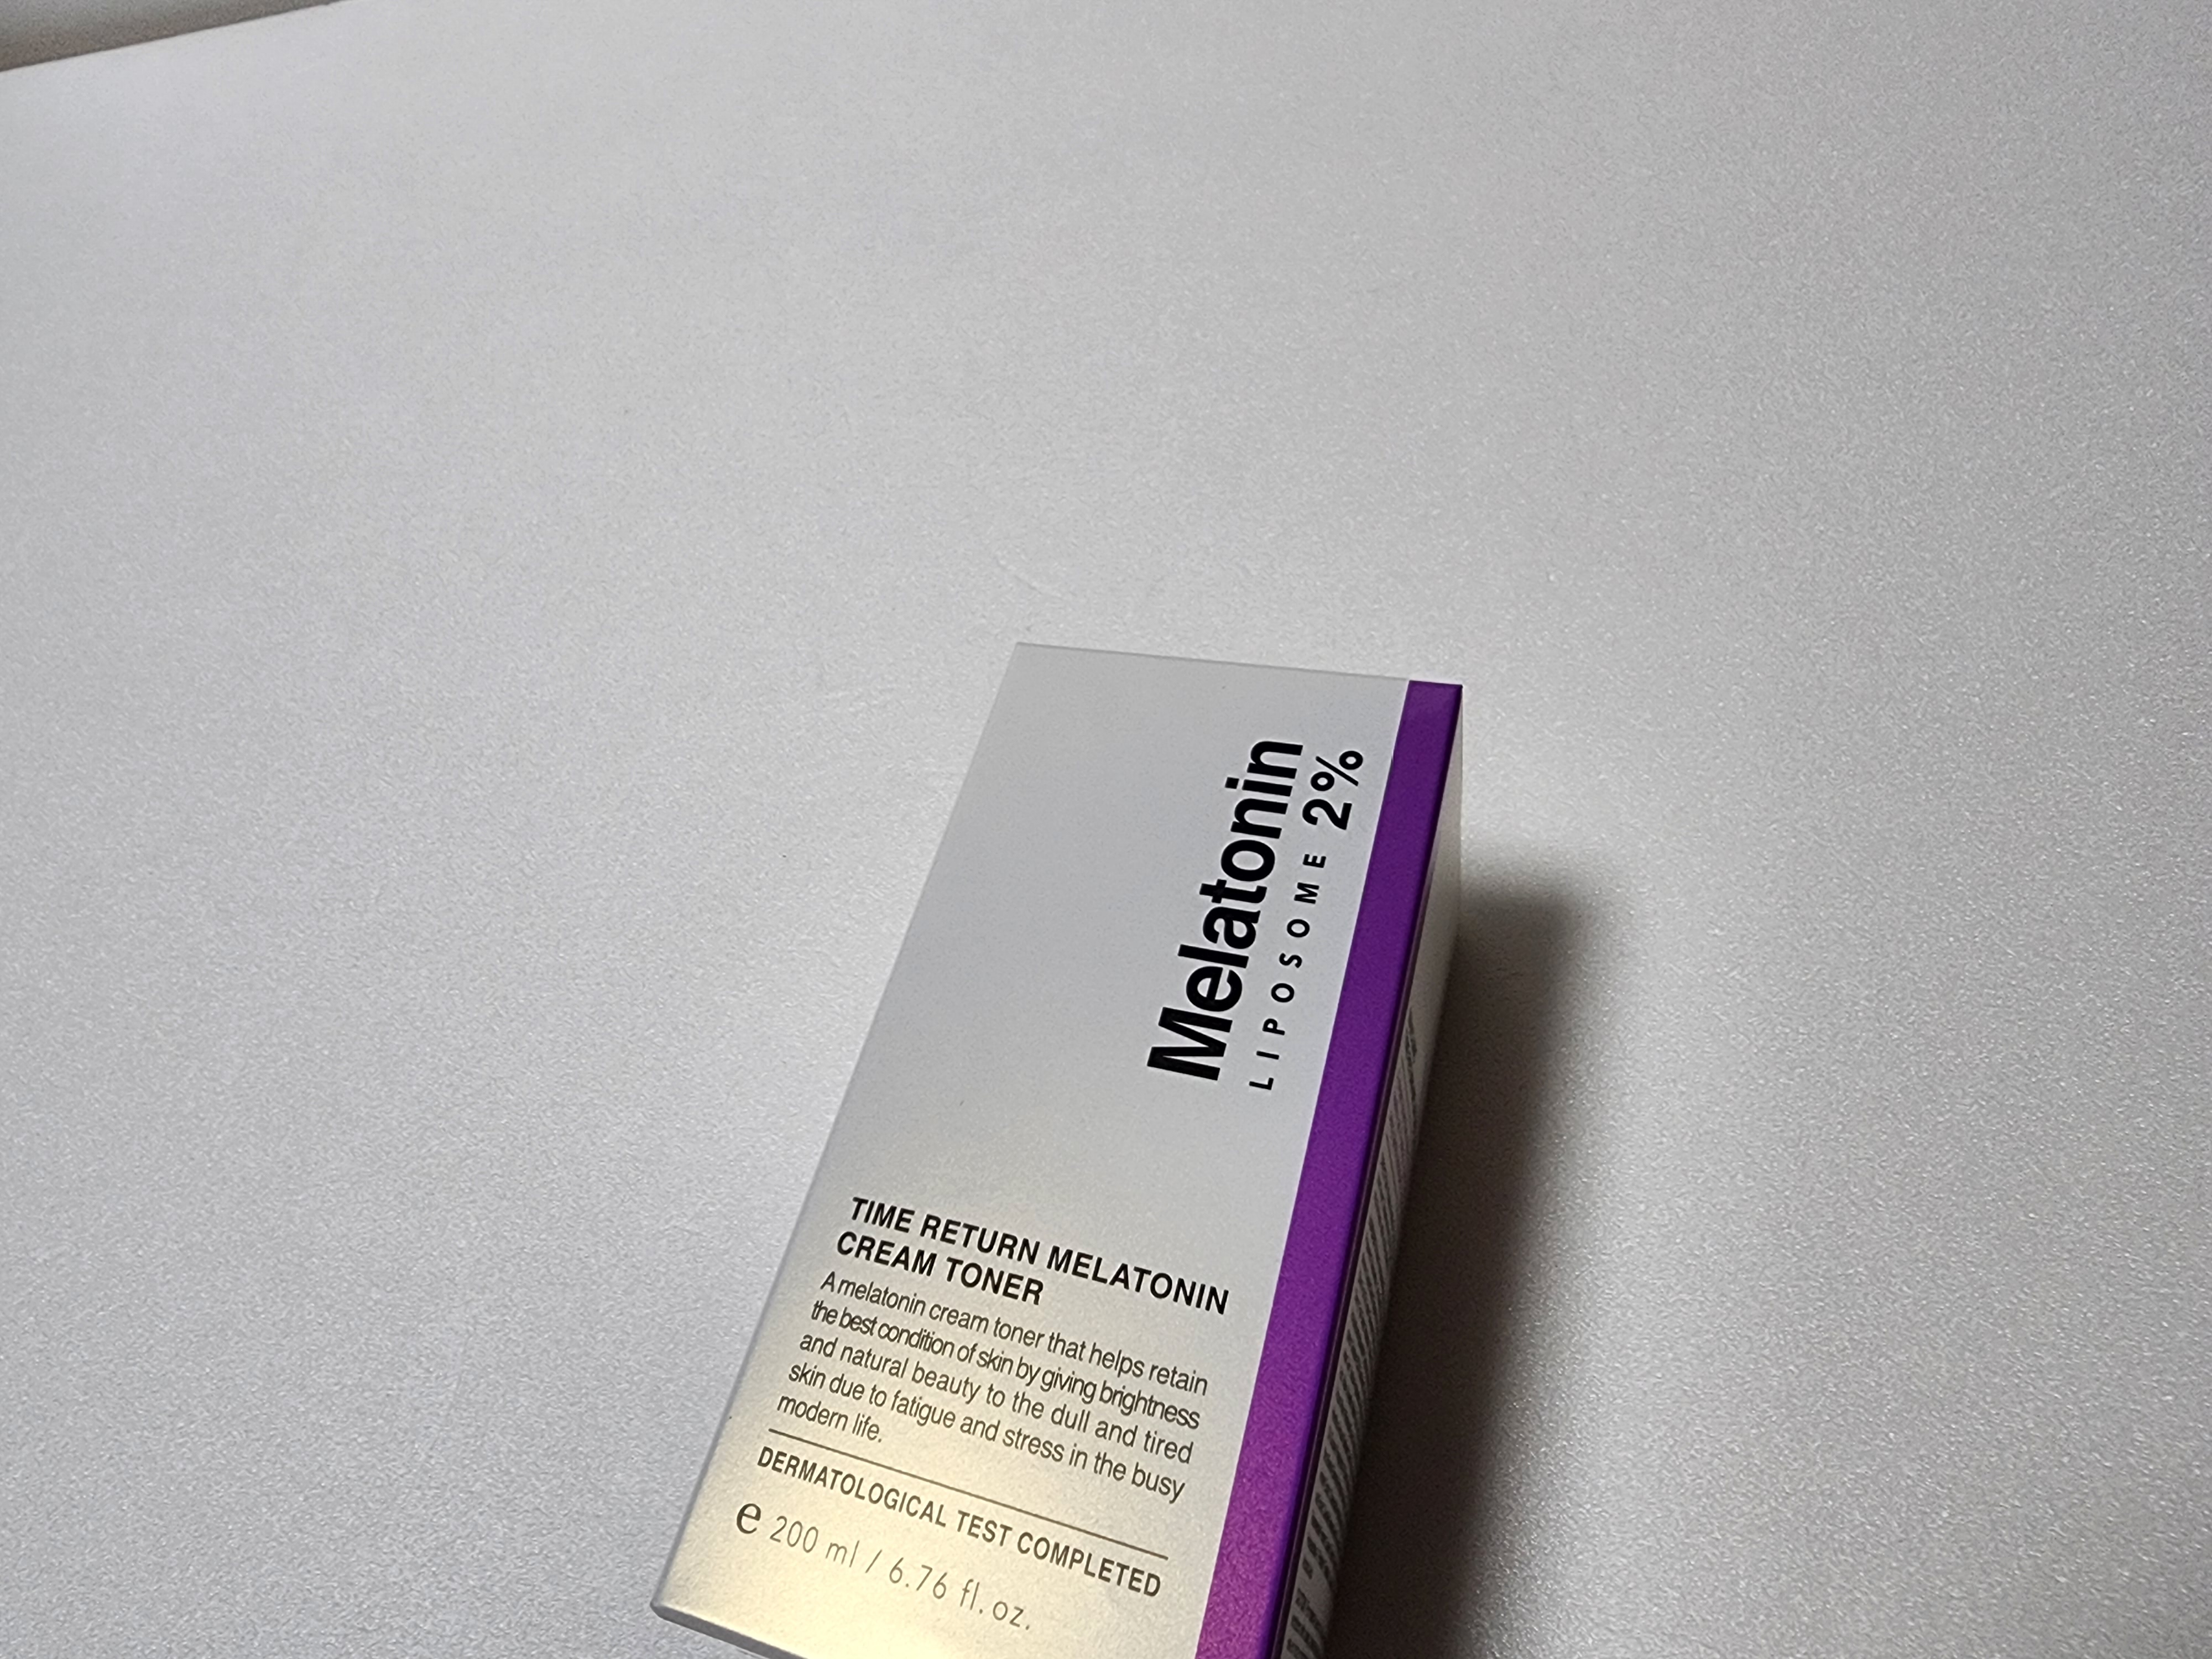 Melatonin
LIPOSOME 2%
TIME RETURN MELATONIN
CREAM TONER
A melatonin cream toner that helps retain
the best condition of skin by giving brightness
and natural beauty to the dull and tired
skin due to fatigue and stress in the busy
modern life.
DERMATOLOGICAL TEST COMPLETED
e 200 ml / 6.76 fl. oz.